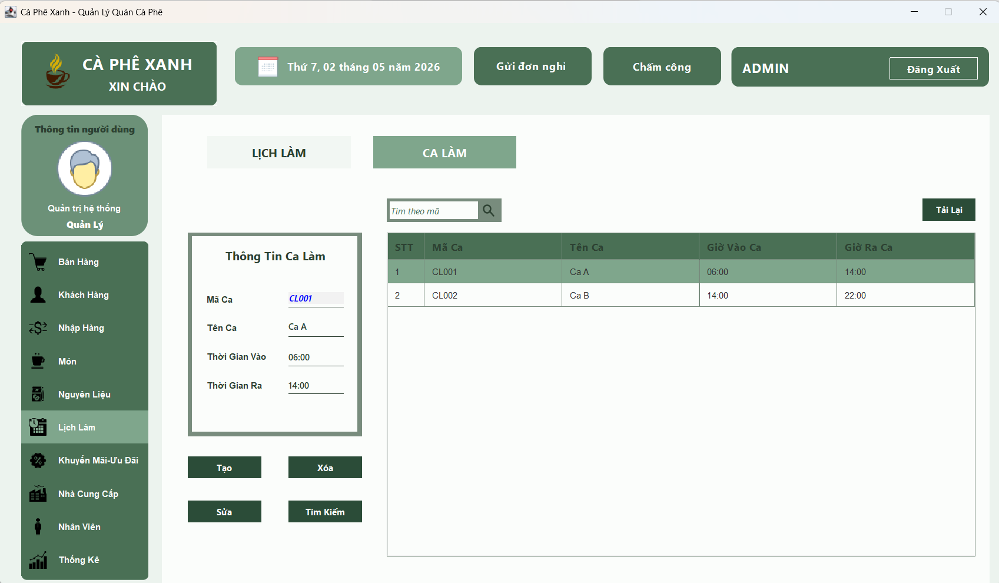 Cà Phê Xanh - Quản Lý Quán Cà Phê
CÀ PHÊ XANH
XIN CHÀO
Thứ 7, 02 tháng 05 năm 2026
Gửi đơn nghỉ
Chấm công
ADMIN
Đăng Xuất
Thông tin người dùng
Quản trị hệ thống
Quản Lý
Bán Hàng
Khách Hàng
Nhập Hàng
Món
Nguyên Liệu
Lịch Làm
Khuyến Mãi-Ưu Đãi
Nhà Cung Cấp
Nhân Viên
Thống Kê
LỊCH LÀM
CA LÀM
Tìm theo mã
Tải Lại
Thông Tin Ca Làm
Mã Ca CL001
Tên Ca Ca A
Thời Gian Vào 06:00
Thời Gian Ra 14:00
Tạo
Xóa
Sửa
Tìm Kiếm
STT Mã Ca Tên Ca Giờ Vào Ca Giờ Ra Ca
1 CL001 Ca A 06:00 14:00
2 CL002 Ca B 14:00 22:00